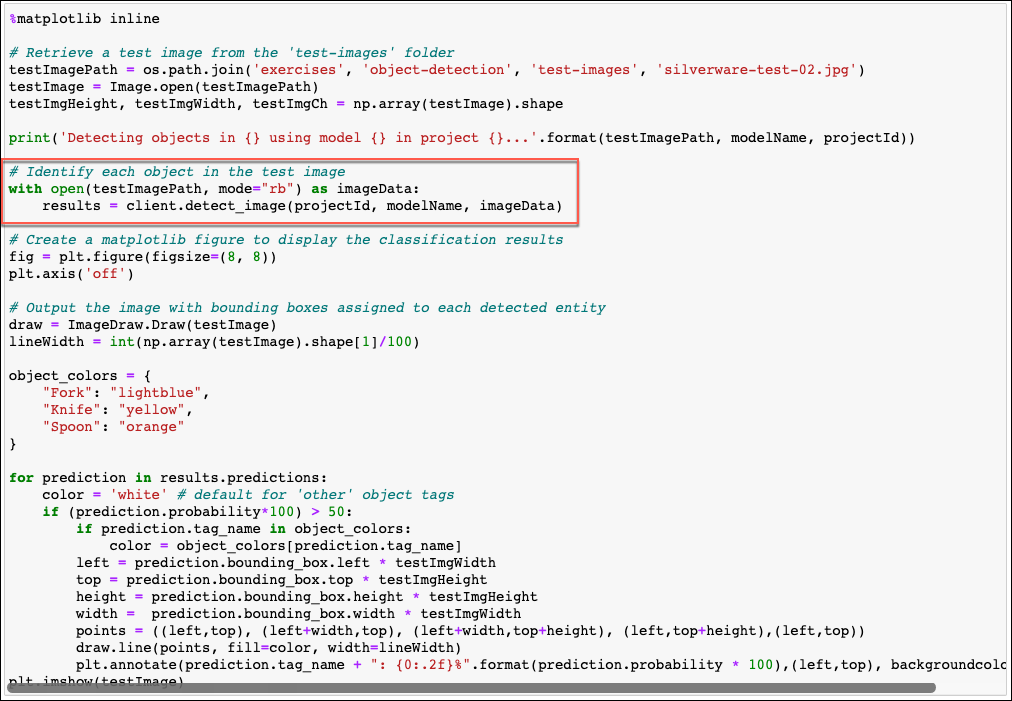 %matplotlib inline
# Retrieve a test image from the 'test-images' folder
testImagePath = os.path.join('exercises', 'object-detection', 'test-images', 'silverware-test-02.jpg')
testImage = Image.open(testImagePath)
testImgHeight, testImgWidth, testImgCh = np.array(testImage).shape
print('Detecting objects in {} using model {} in project {}...'.format(testImagePath, modelName, projectId))
# Identify each object in the test image
with open(testImagePath, mode="rb") as imageData:
    results = client.detect_image(projectId, modelName, imageData)
# Create a matplotlib figure to display the classification results
fig = plt.figure(figsize=(8, 8))
plt.axis('off')
# Output the image with bounding boxes assigned to each detected entity
draw = ImageDraw.Draw(testImage)
lineWidth = int(np.array(testImage).shape[1]/100)
object_colors = {
    "Fork": "lightblue",
    "Knife": "yellow",
    "Spoon": "orange"
}
for prediction in results.predictions:
    color = 'white' # default for 'other' object tags
    if (prediction.probability*100) > 50:
        if prediction.tag_name in object_colors:
            color = object_colors[prediction.tag_name]
        left = prediction.bounding_box.left * testImgWidth
        top = prediction.bounding_box.top * testImgHeight
        height = prediction.bounding_box.height * testImgHeight
        width =  prediction.bounding_box.width * testImgWidth
        points = ((left,top), (left+width,top), (left+width,top+height), (left,top+height),(left,top))
        draw.line(points, fill=color, width=lineWidth)
        plt.annotate(prediction.tag_name + ": {0:.2f}%".format(prediction.probability * 100),(left,top), backgroundcolo
plt.imshow(testImage)